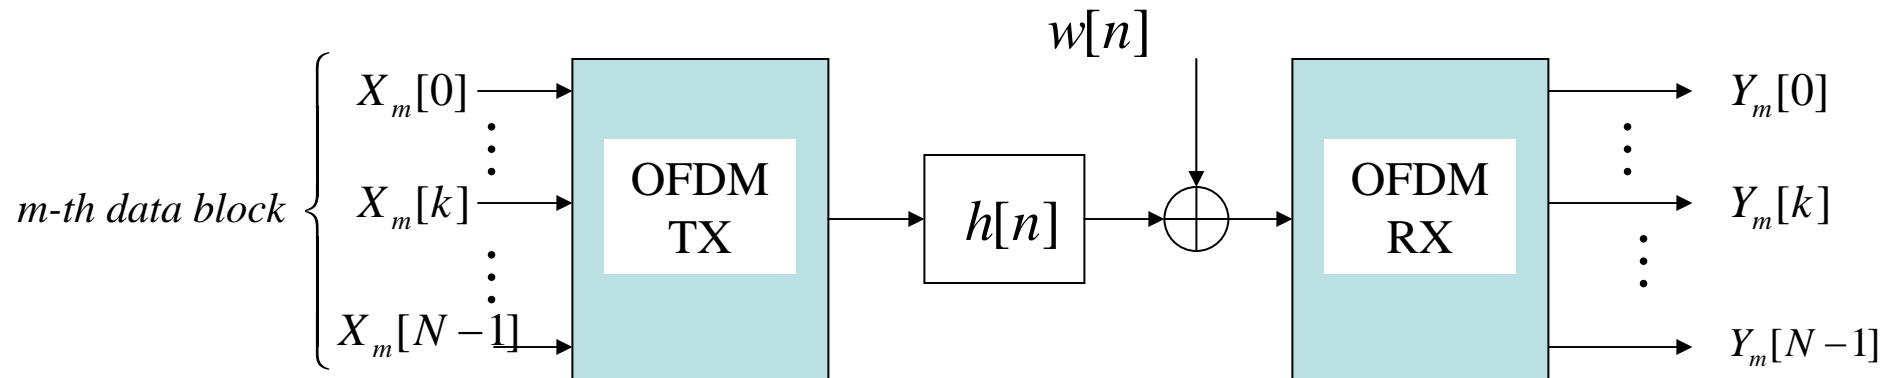 w[n]
m-th data block
X_m[0]
X_m[k]
X_m[N−1]
OFDM
TX
h[n]
OFDM
RX
Y_m[0]
Y_m[k]
Y_m[N−1]